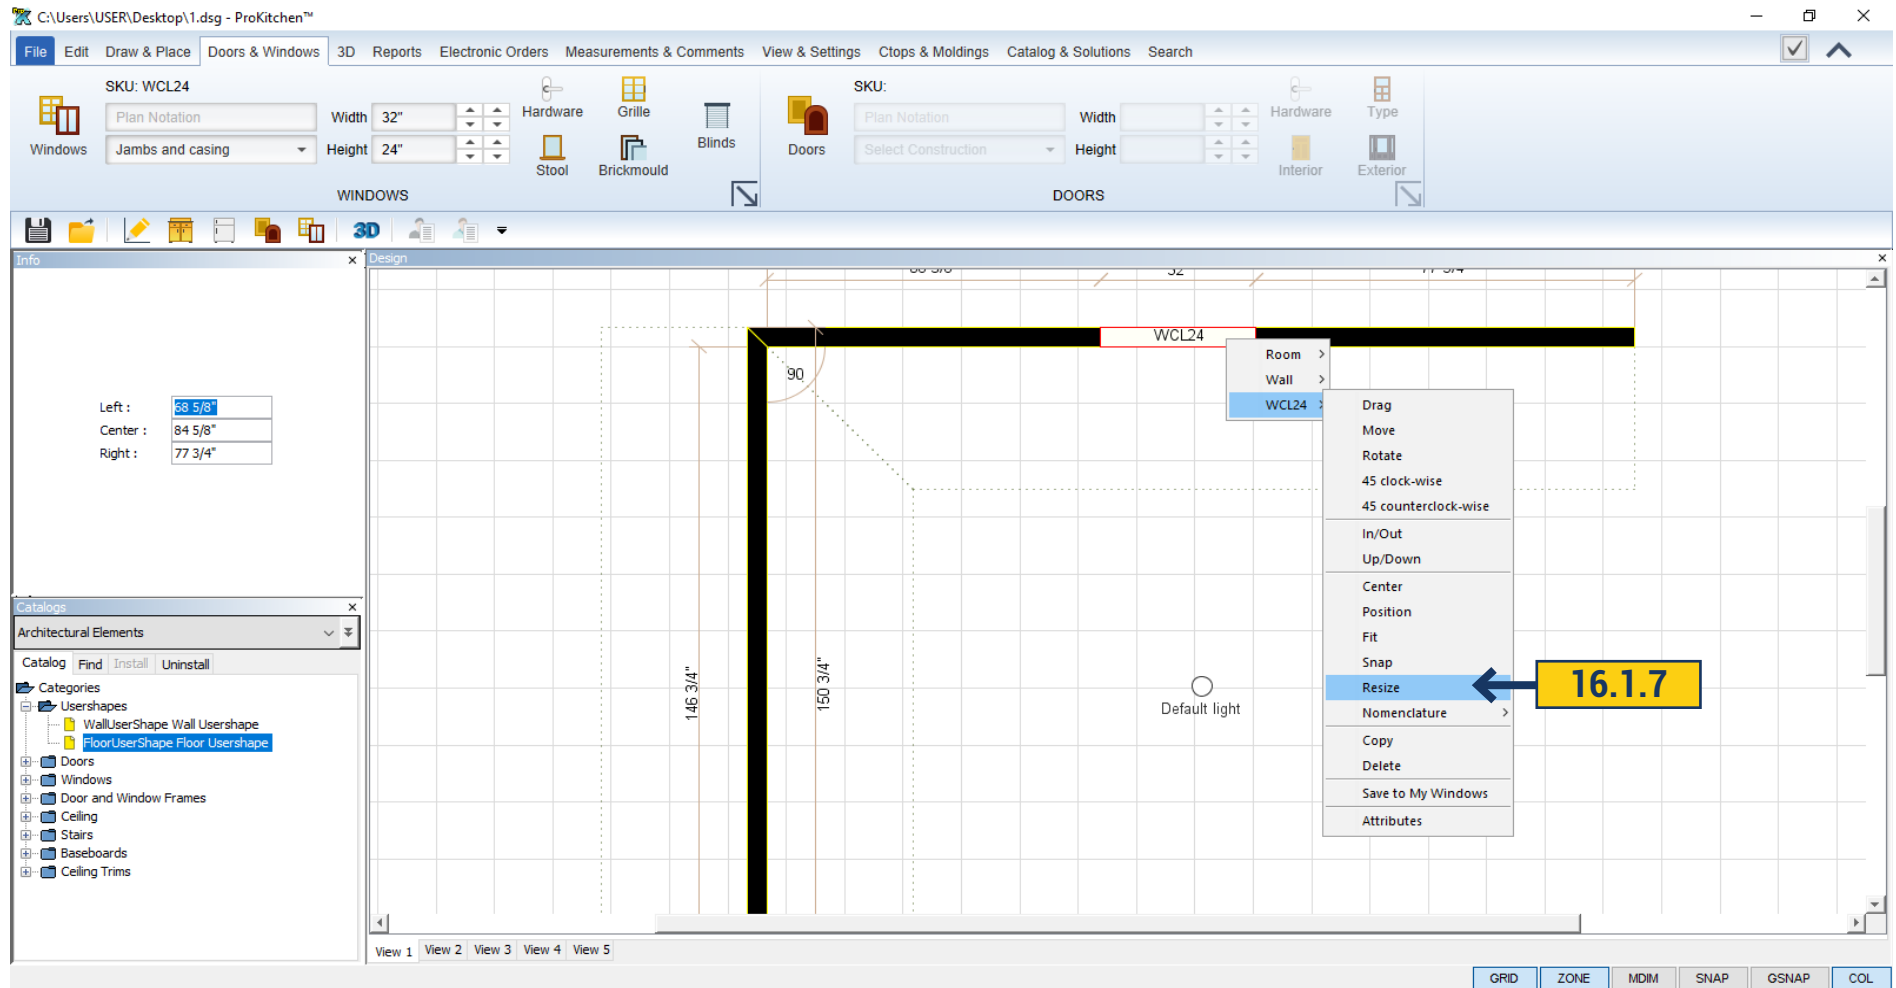 C:\Users\USER\Desktop\1.dsg - ProKitchen™
File Edit Draw & Place Doors & Windows 3D Reports Electronic Orders Measurements & Comments View & Settings Ctops & Moldings Catalog & Solutions Search
SKU: WCL24
Plan Notation
Width 32"
Hardware
Grille
Windows
Jambs and casing
Height 24"
Stool
Brickmould
Blinds
WINDOWS
SKU:
Plan Notation
Width
Hardware
Type
Doors
Select Construction
Height
Interior
Exterior
DOORS
3D
Info
Left : 68 5/8"
Center : 84 5/8"
Right : 77 3/4"
Catalogs
Architectural Elements
Catalog Find Install Uninstall
Categories
Usershapes
WallUserShape Wall Usershape
FloorUserShape Floor Usershape
Doors
Windows
Door and Window Frames
Ceiling
Stairs
Baseboards
Ceiling Trims
Design
32
WCL24
90
146 3/4"
150 3/4"
Default light
Room
Wall
WCL24
Drag
Move
Rotate
45 clock-wise
45 counterclock-wise
In/Out
Up/Down
Center
Position
Fit
Snap
Resize
Nomenclature
Copy
Delete
Save to My Windows
Attributes
16.1.7
View 1 View 2 View 3 View 4 View 5
GRID ZONE MDIM SNAP GSNAP COL